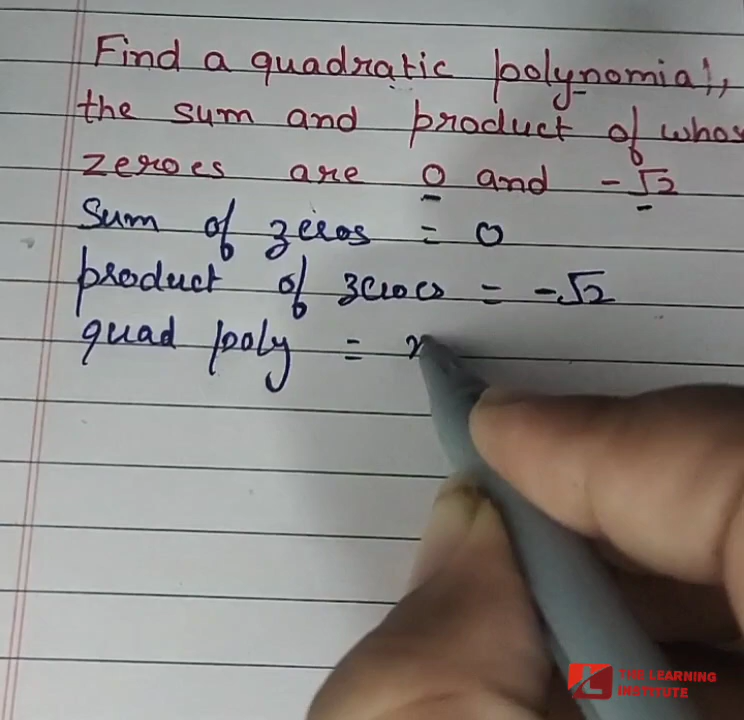 Find a quadratic polynomial,
the sum and product of whos
zeroes are 0 and -√2
Sum of zeros = 0
product of zeroes = -√2
quad poly = x
THE LEARNING
INSTITUTE